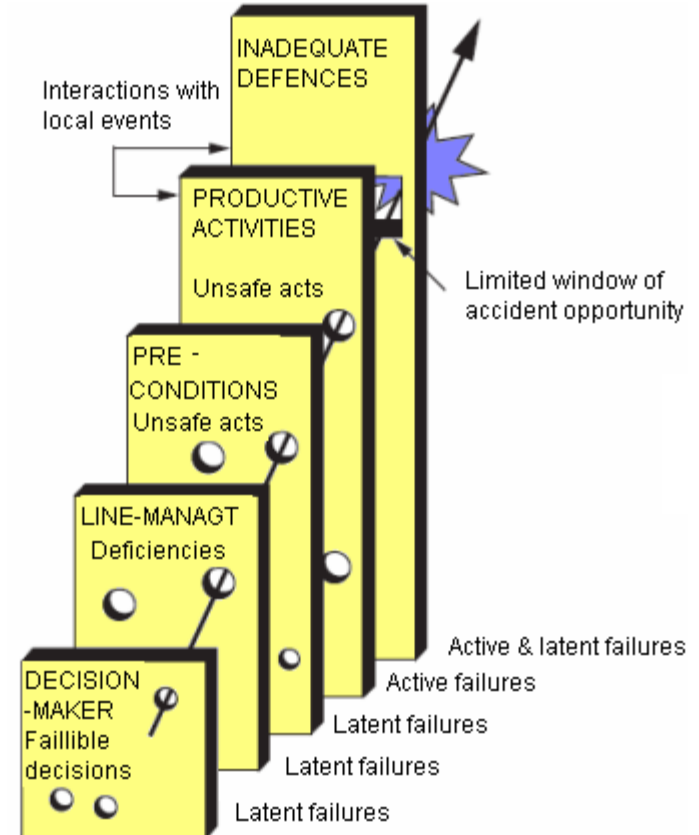 INADEQUATE
DEFENCES
Interactions with
local events
PRODUCTIVE
ACTIVITIES
Unsafe acts
Limited window of
accident opportunity
PRE -
CONDITIONS
Unsafe acts
LINE-MANAGT
Deficiencies
DECISION
-MAKER
Faillible
decisions
Active & latent failures
Active failures
Latent failures
Latent failures
Latent failures